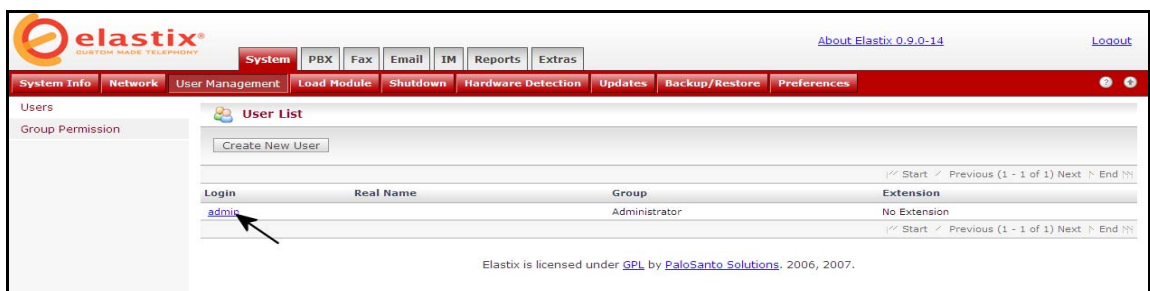 elastix®
CUSTOM MADE TELEPHONY
About Elastix 0.9.0-14 Logout
System PBX Fax Email IM Reports Extras
System Info Network User Management Load Module Shutdown Hardware Detection Updates Backup/Restore Preferences
Users
Group Permission
User List
Create New User
Start Previous (1 - 1 of 1) Next End
Login Real Name Group Extension
admin Administrator No Extension
Start Previous (1 - 1 of 1) Next End
Elastix is licensed under GPL by PaloSanto Solutions. 2006, 2007.